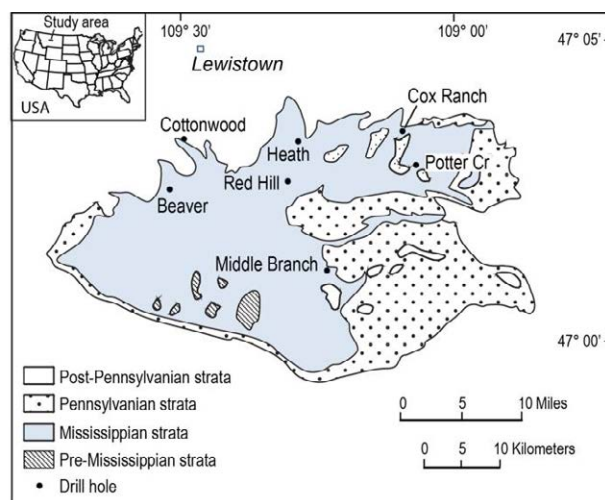 Study area
USA
109° 30'
109° 00'
47° 05'
Lewistown
Cox Ranch
Cottonwood
Heath
Potter Cr
Red Hill
Beaver
Middle Branch
47° 00'
Post-Pennsylvanian strata
Pennsylvanian strata
Mississippian strata
Pre-Mississippian strata
Drill hole
0 5 10 Miles
0 5 10 Kilometers